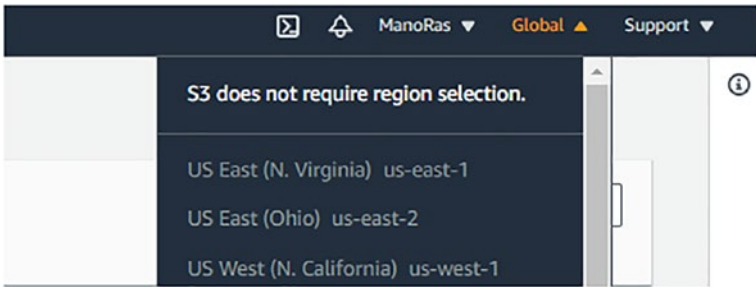 ManoRas Global Support
S3 does not require region selection.
US East (N. Virginia) us-east-1
US East (Ohio) us-east-2
US West (N. California) us-west-1